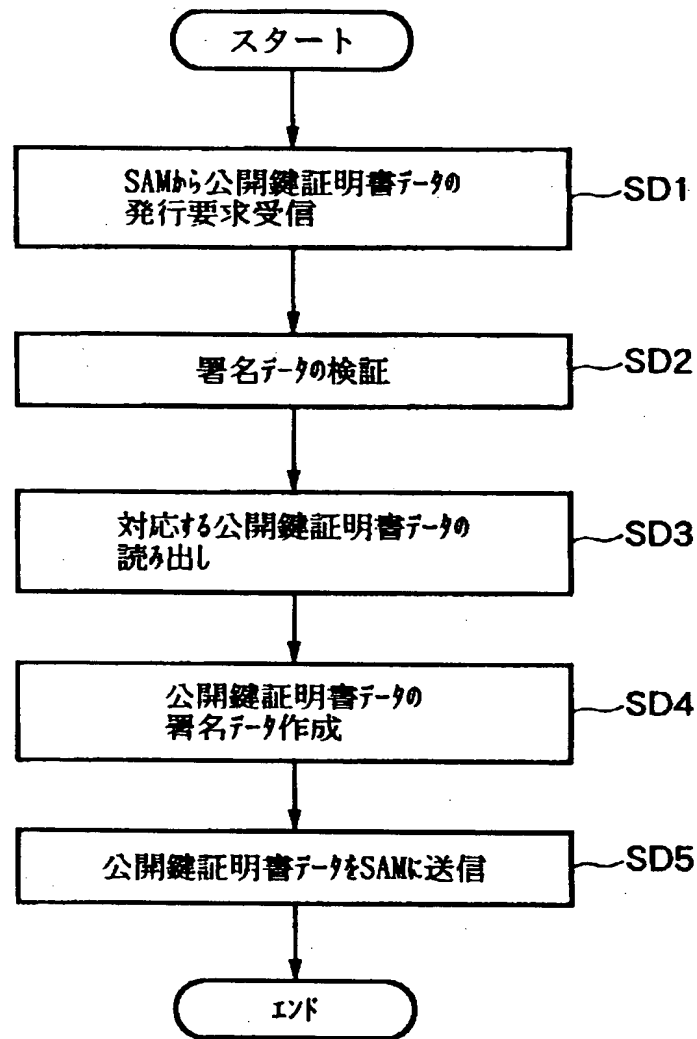 スタート
SAMから公開鍵証明書データの
発行要求受信
SD1
署名データの検証
SD2
対応する公開鍵証明書データの
読み出し
SD3
公開鍵証明書データの
署名データ作成
SD4
公開鍵証明書データをSAMに送信
SD5
エンド